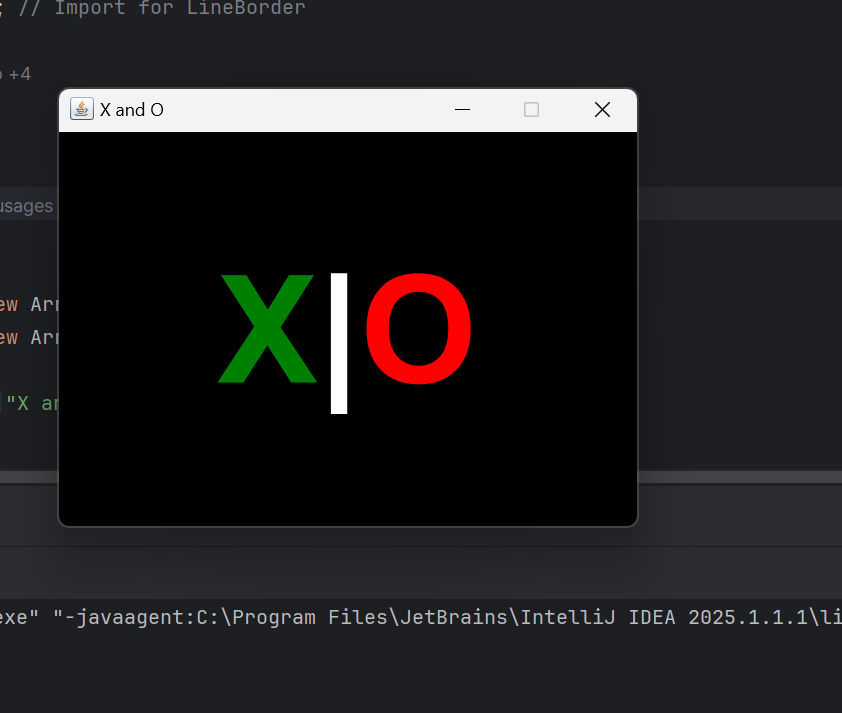 ; // Import for LineBorder
+4
X and O
usages
X|O
ew Arr
ew Arr
"X an
exe" "-javaagent:C:\Program Files\JetBrains\IntelliJ IDEA 2025.1.1.1\li